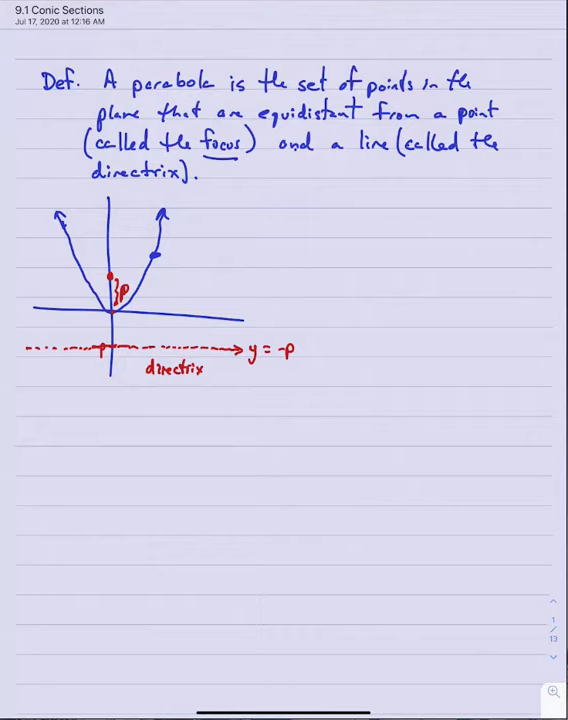 9.1 Conic Sections
Jul 17, 2020 at 12:16 AM
Def. A parabola is the set of points in the
plane that are equidistant from a point
(called the focus) and a line (called the
directrix).
p
-p
y = -p
directrix
1
/
13